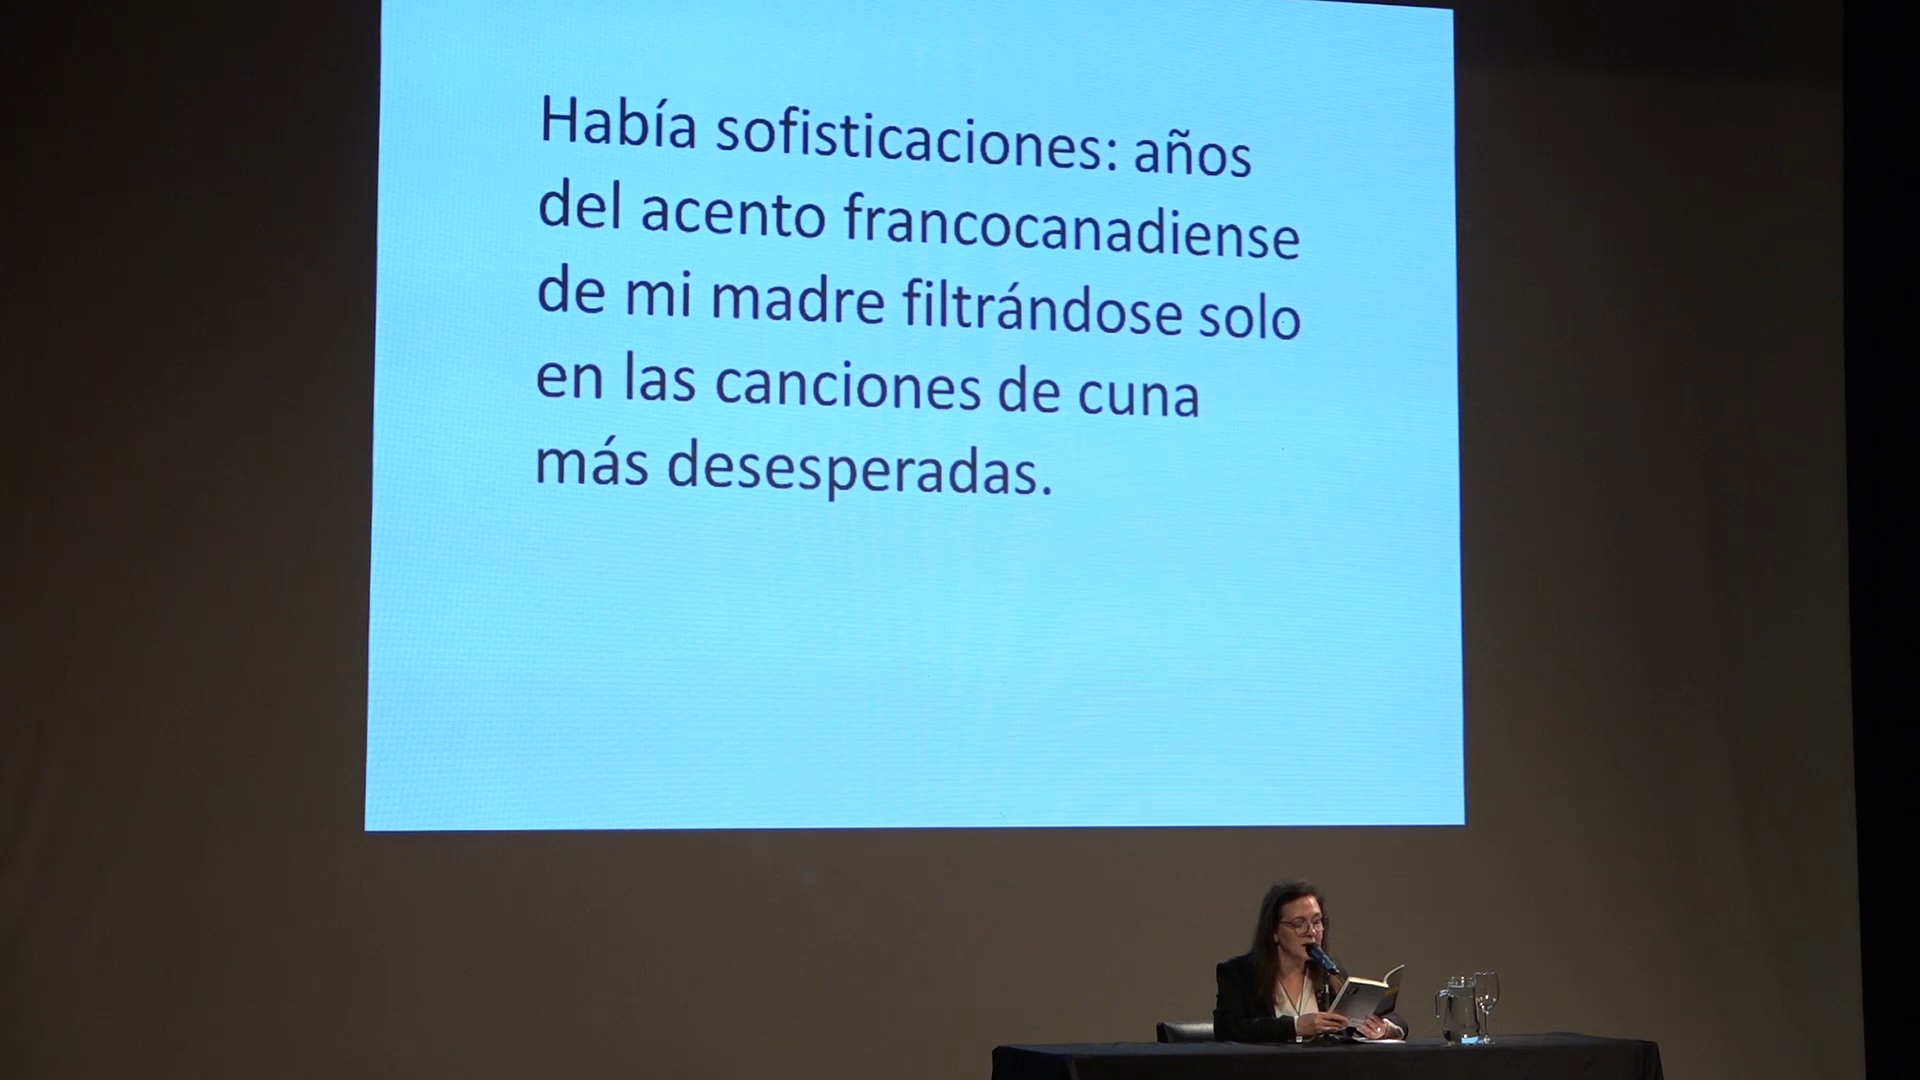 Había sofisticaciones: años
del acento francocanadiense
de mi madre filtrándose solo
en las canciones de cuna
más desesperadas.